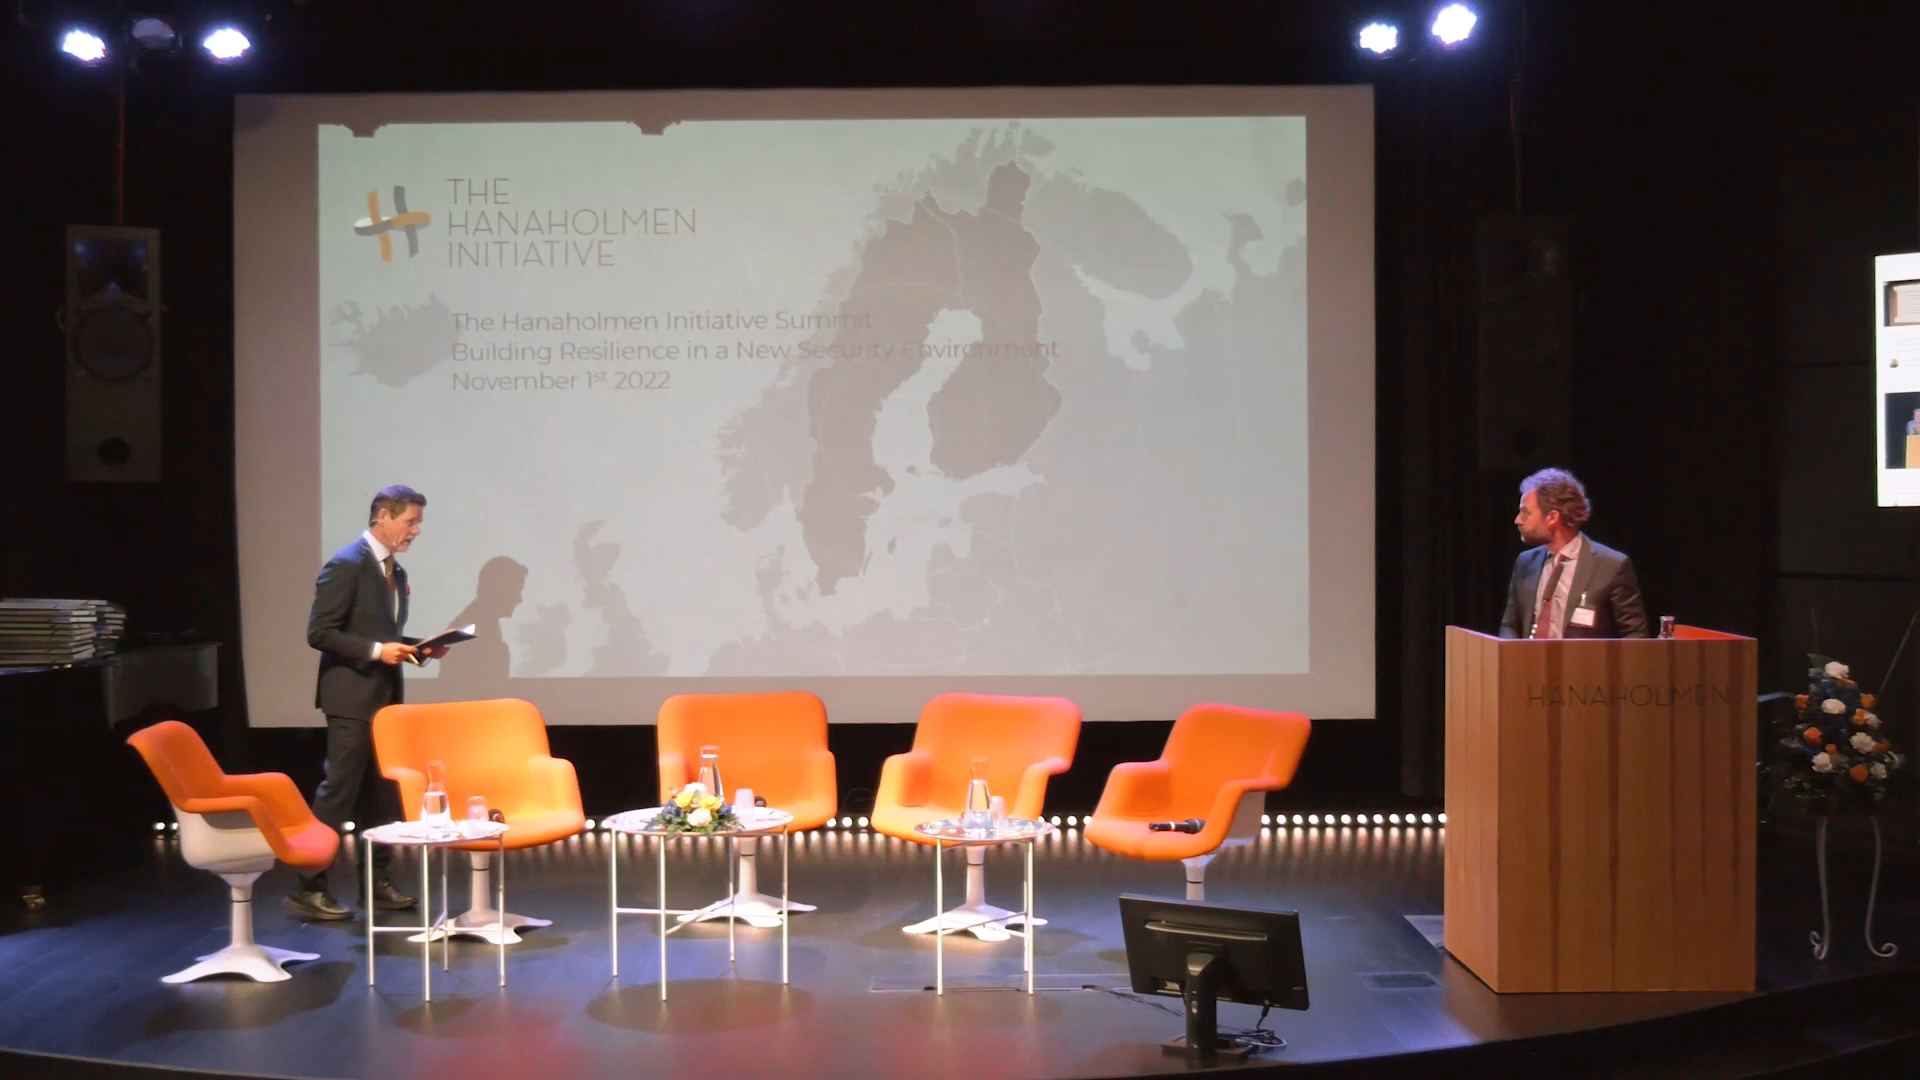 THE
HANAHOLMEN
INITIATIVE
The Hanaholmen Initiative Summit
Building Resilience in a New Security Environment
November 1st 2022
HANAHOLMEN